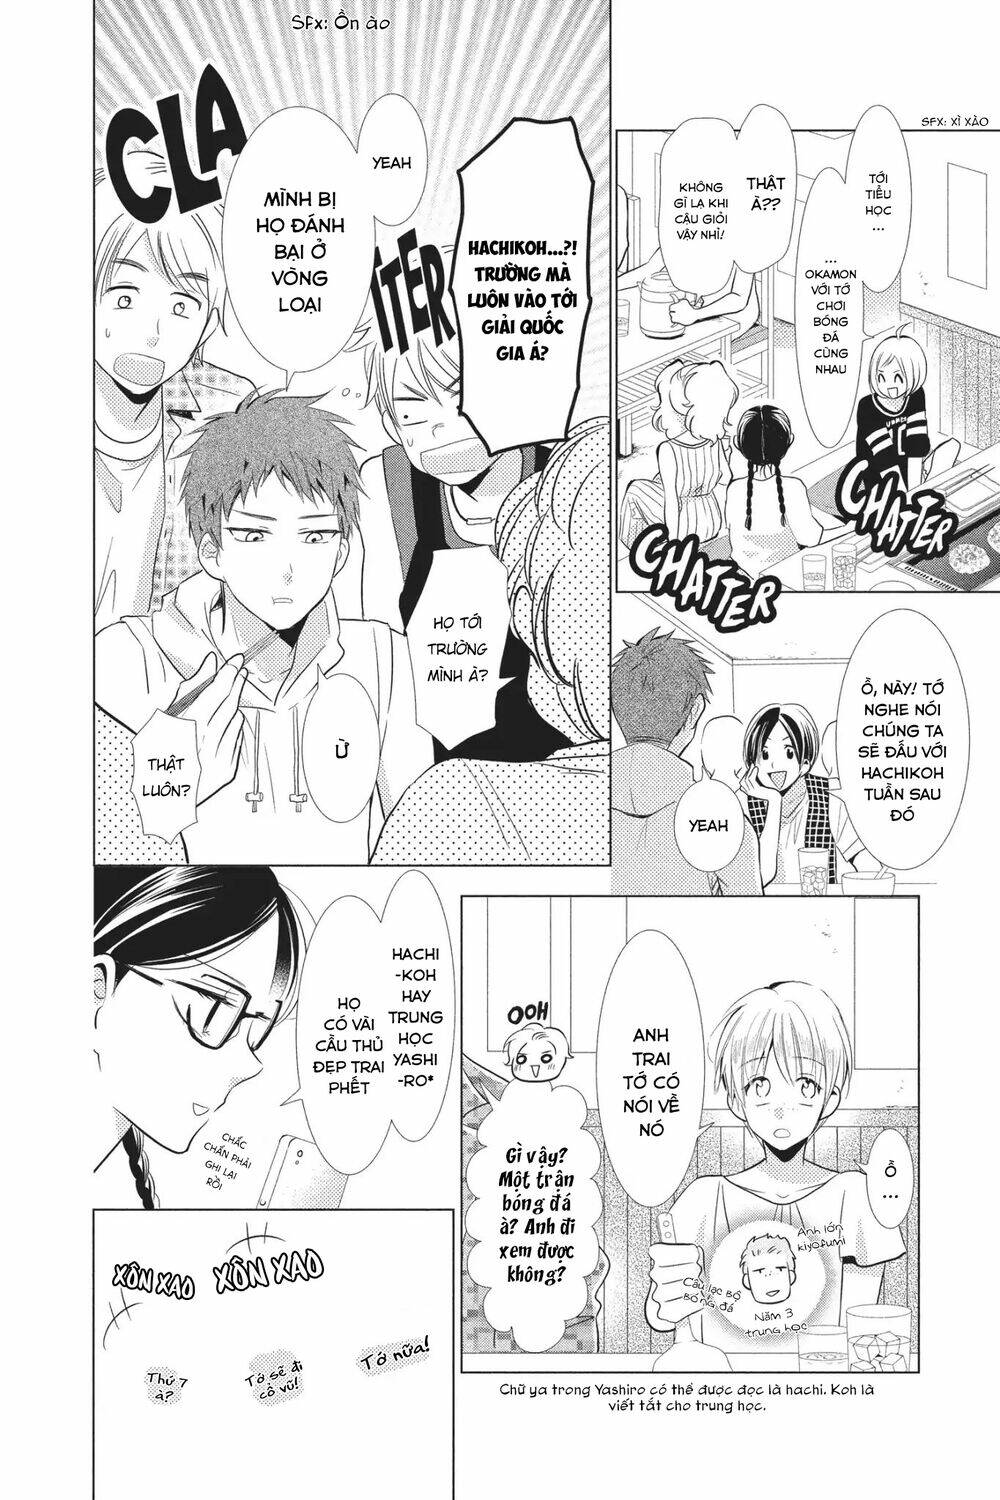 SFX: XÌ XÀO
TỚI
TIỂU
HỌC
...
...
OKAMON
VỚI TỚ
CHƠI
BÓNG
ĐÁ
CÙNG
NHAU
THẬT
À??
KHÔNG
GÌ LẠ KHI
CẬU GIỎI
VẬY NHỈ!
CHATTER
CHATTER
Ồ, NÀY! TỚ
NGHE NÓI
CHÚNG TA
SẼ ĐẤU VỚI
HACHIKOH
TUẦN SAU
ĐÓ
YEAH
SFX: Ồn ào
HACHIKOH...?!
TRƯỜNG MÀ
LUÔN VÀO TỚI
GIẢI QUỐC
GIA Á?
YEAH
MÌNH BỊ
HỌ ĐÁNH
BẠI Ở
VÒNG
LOẠI
CLA
TTER
HỌ TỚI
TRƯỜNG
MÌNH À?
Ừ
THẬT
LUÔN?
Ồ
...
ANH
TRAI
TỚ CÓ
NÓI VỀ
NÓ
Anh lớn
kiyofumi
Câu lạc bộ
bóng đá
Năm 3
trung học
OOH
Gì vậy?
Một trận
bóng đá
à? Anh đi
xem được
không?
HACHI
-KOH
HAY
TRUNG
HỌC
YASHI
-RO*
HỌ
CÓ VÀI
CẦU THỦ
ĐẸP TRAI
PHẾT
CHẮC
CHẮN PHẢI
GHI LẠI
RỒI
XÔN XAO
XÔN XAO
Tớ nữa!
Tớ sẽ đi
cổ vũ!
Thứ 7
à?
Chữ ya trong Yashiro có thể được đọc là hachi. Koh là
viết tắt cho trung học.